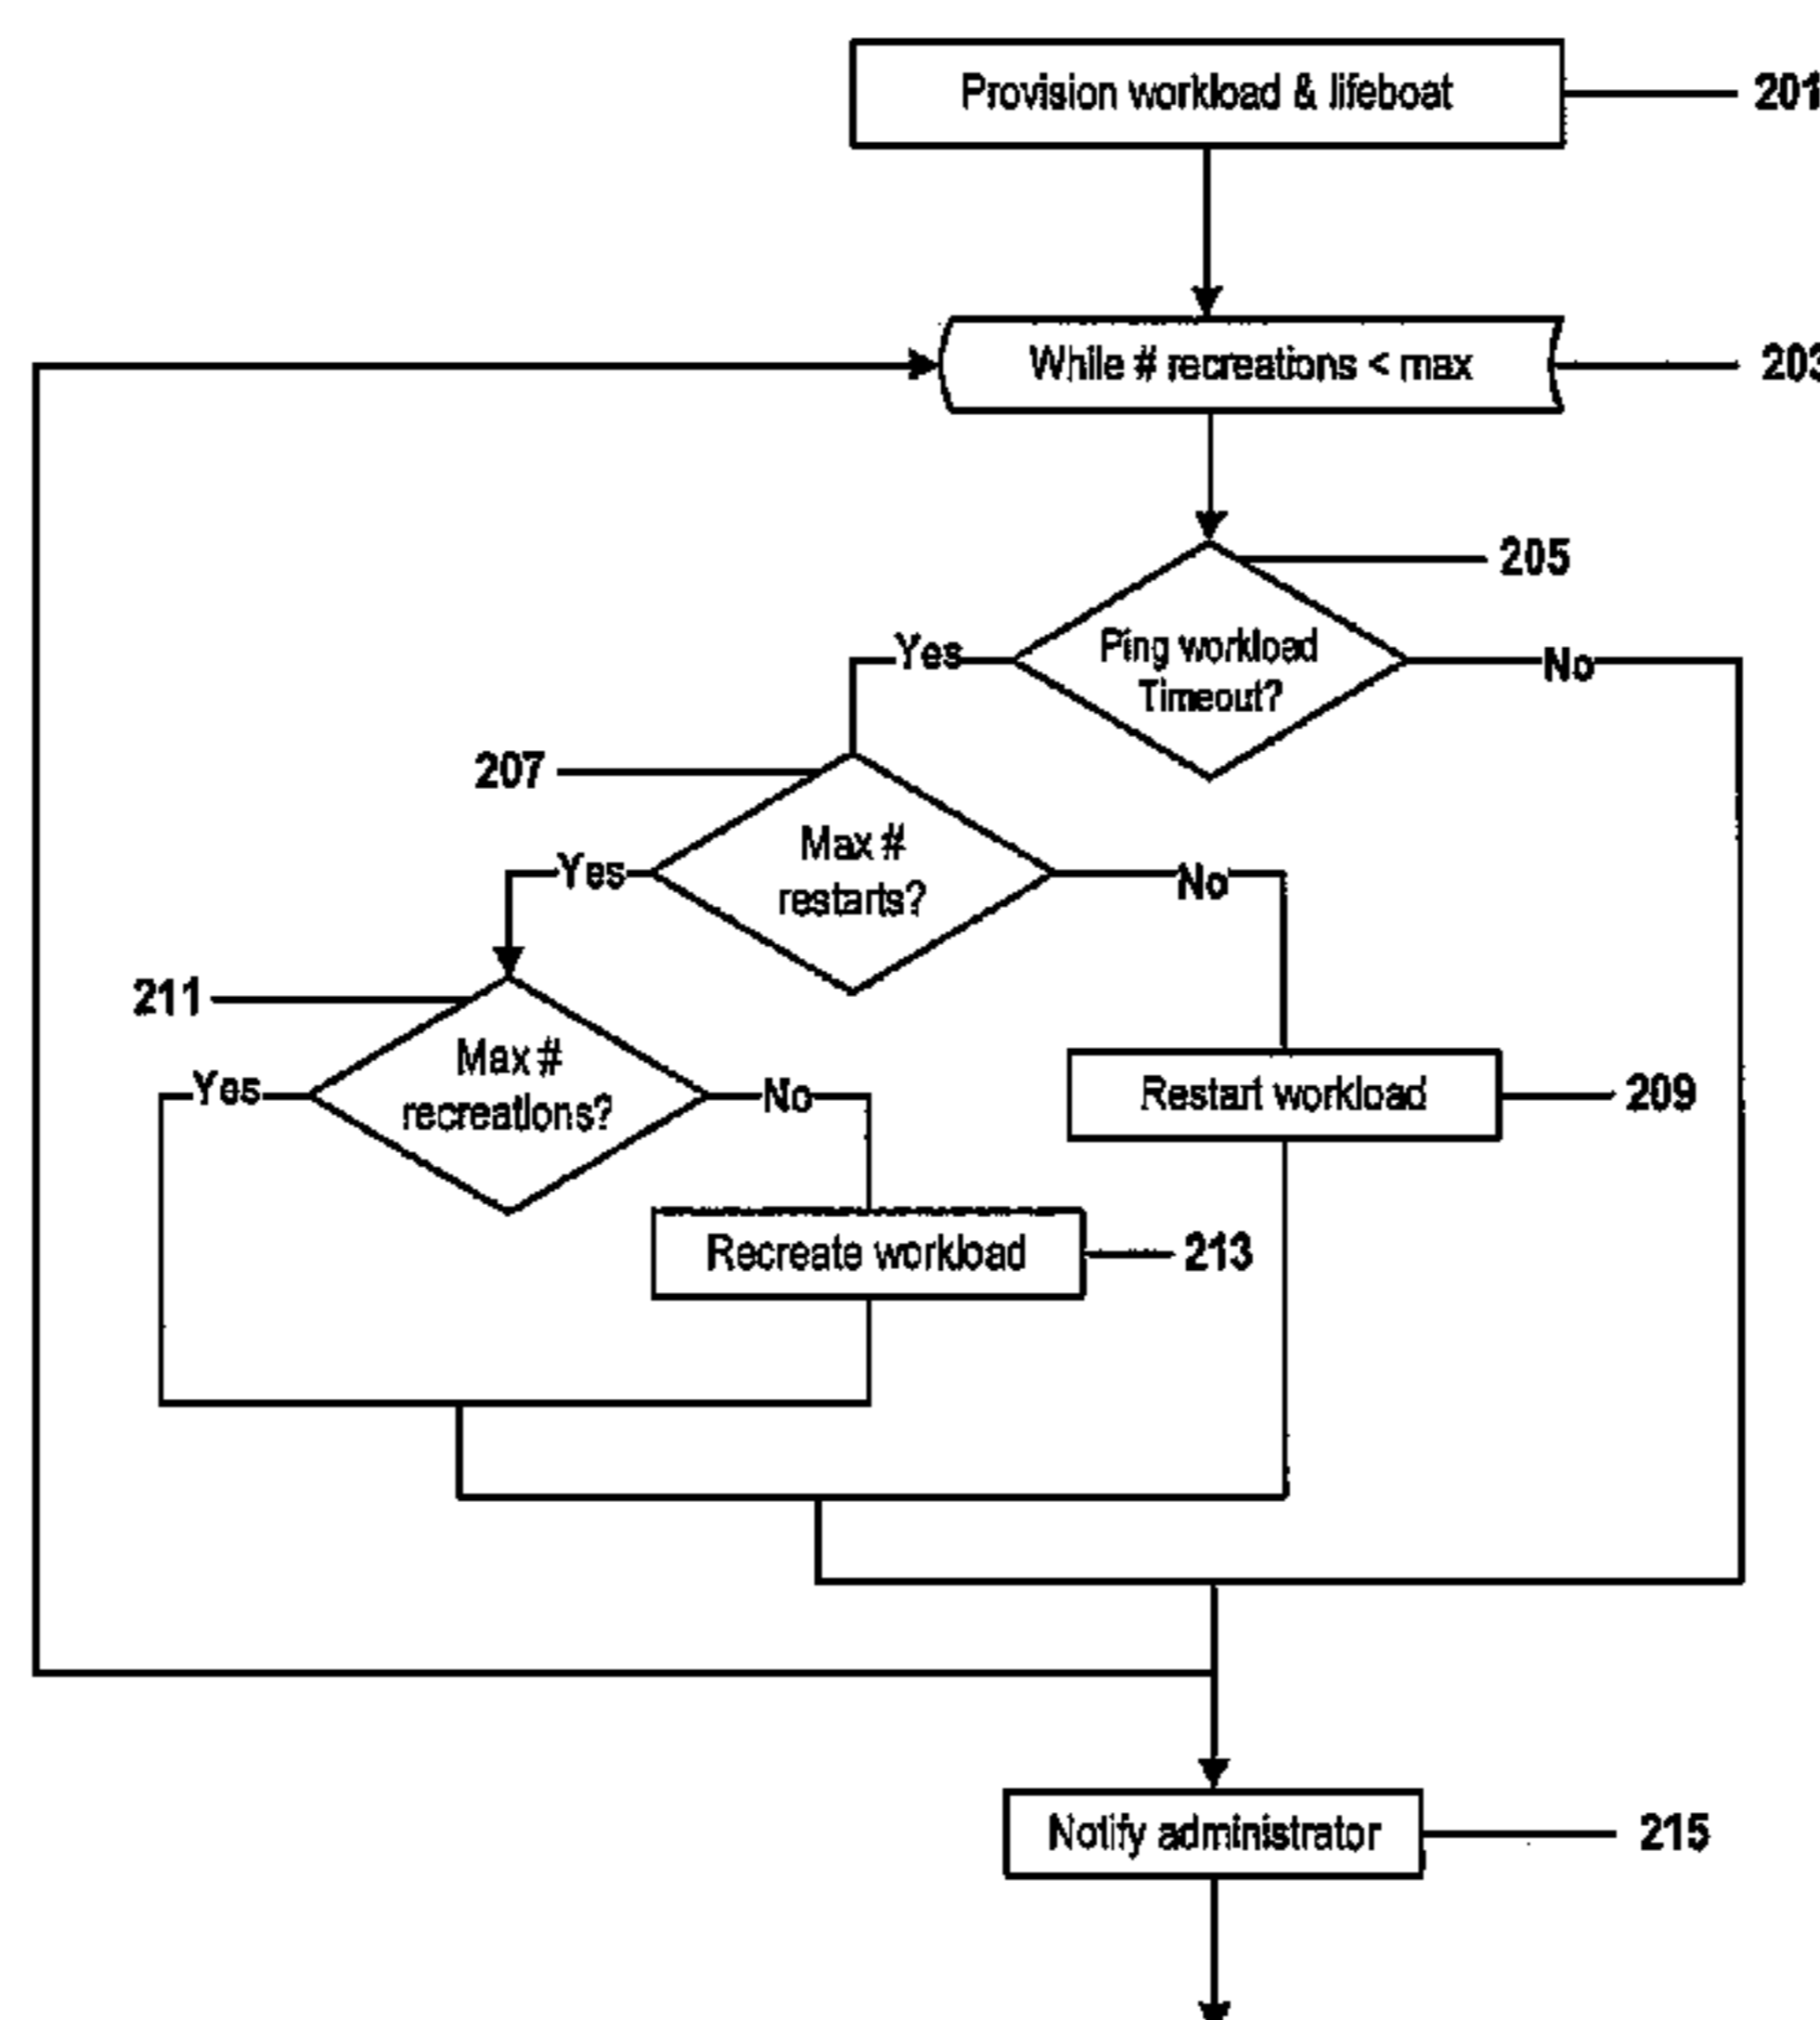 Provision workload & lifeboat
201
While # recreations < max
203
205
Ping workload
Timeout?
Yes
No
207
Max #
restarts?
Yes
No
211
Max #
recreations?
Yes
No
Restart workload
209
Recreate workload
213
Notify administrator
215